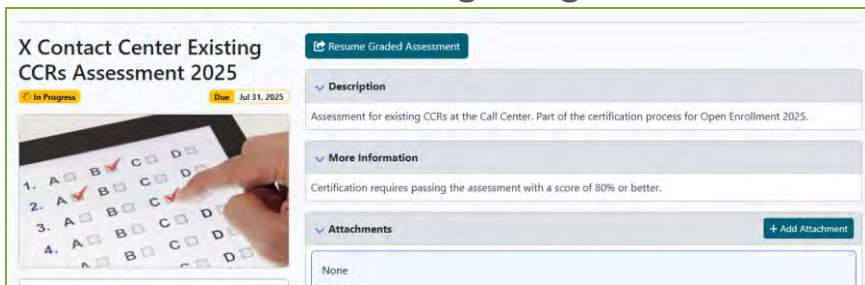 X Contact Center Existing
CCRs Assessment 2025
In Progress
Due Jul 31, 2025
1. A B C D
2. A B C D
3. A B C D
4. A B C D
A B C D
Resume Graded Assessment
Description
Assessment for existing CCRs at the Call Center. Part of the certification process for Open Enrollment 2025.
More Information
Certification requires passing the assessment with a score of 80% or better.
Attachments
+ Add Attachment
None